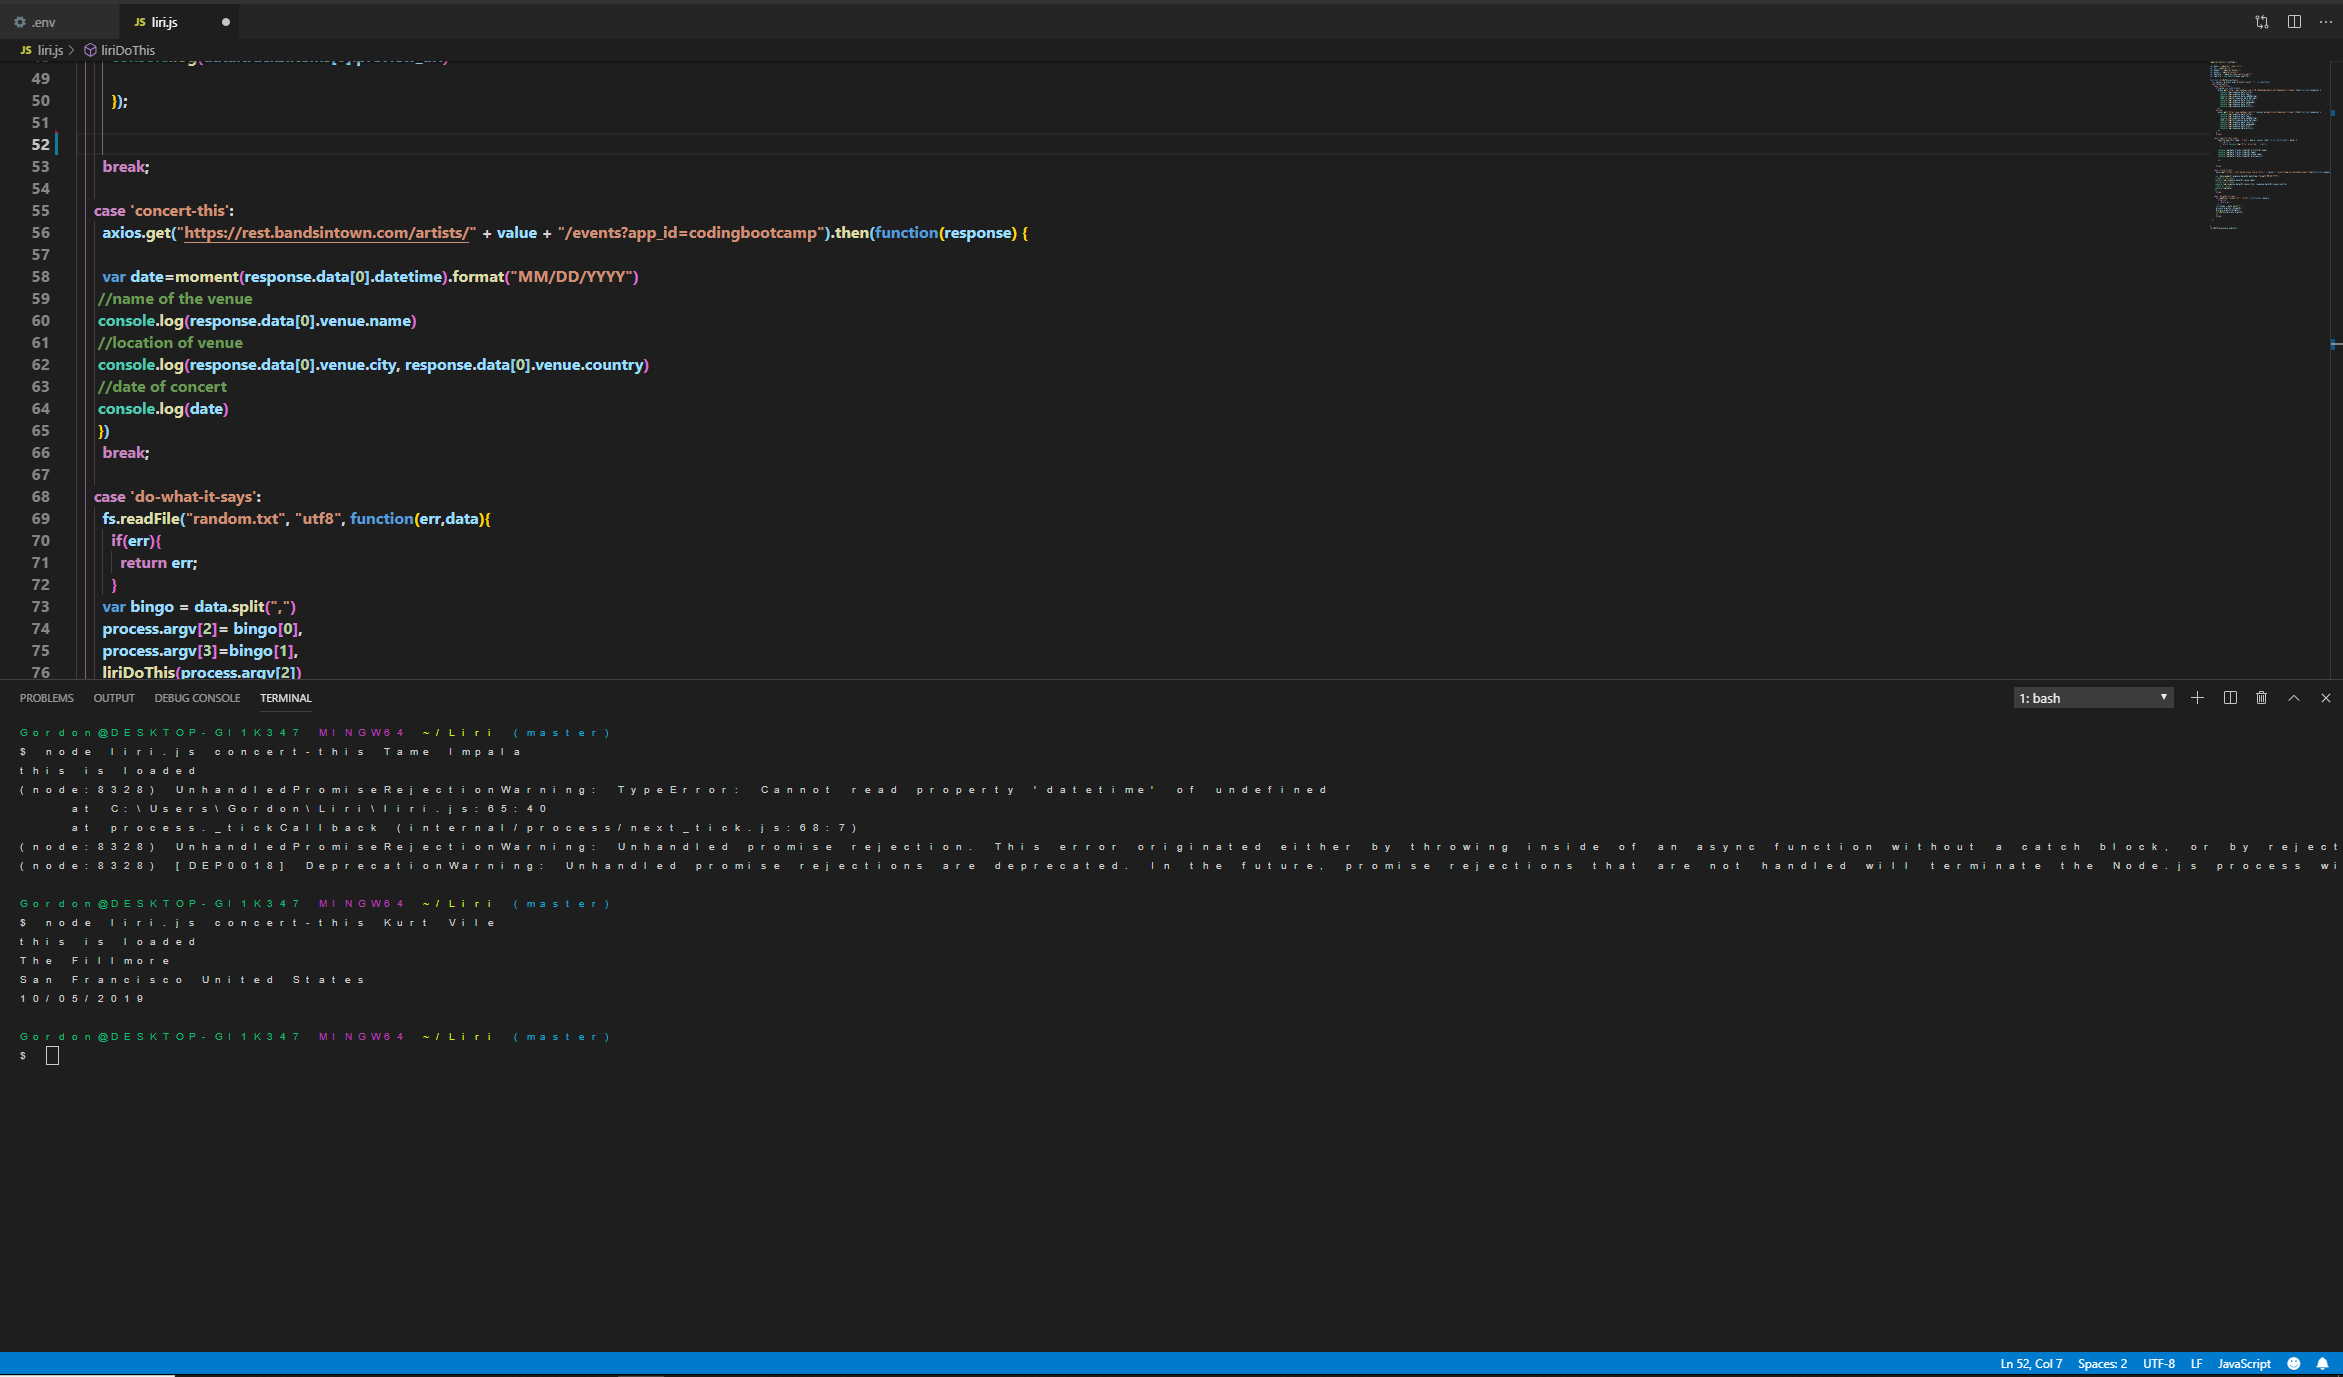 .env
JS liri.js
JS liri.js > liriDoThis
49
50 });
51
52
53 break;
54
55 case 'concert-this':
56 axios.get("https://rest.bandsintown.com/artists/" + value + "/events?app_id=codingbootcamp").then(function(response) {
57
58 var date=moment(response.data[0].datetime).format("MM/DD/YYYY")
59 //name of the venue
60 console.log(response.data[0].venue.name)
61 //location of venue
62 console.log(response.data[0].venue.city, response.data[0].venue.country)
63 //date of concert
64 console.log(date)
65 })
66 break;
67
68 case 'do-what-it-says':
69 fs.readFile("random.txt", "utf8", function(err,data){
70 if(err){
71 return err;
72 }
73 var bingo = data.split(",")
74 process.argv[2]= bingo[0],
75 process.argv[3]=bingo[1],
76 liriDoThis(process.argv[2])
PROBLEMS OUTPUT DEBUG CONSOLE TERMINAL 1: bash
Gordon@DESKTOP-GI1K347 MINGW64 ~/Liri (master)
$ node liri.js concert-this Tame Impala
this is loaded
(node:8328) UnhandledPromiseRejectionWarning: TypeError: Cannot read property 'datetime' of undefined
at C:\Users\Gordon\Liri\liri.js:65:40
at process._tickCallback (internal/process/next_tick.js:68:7)
(node:8328) UnhandledPromiseRejectionWarning: Unhandled promise rejection. This error originated either by throwing inside of an async function without a catch block, or by reject
(node:8328) [DEP0018] DeprecationWarning: Unhandled promise rejections are deprecated. In the future, promise rejections that are not handled will terminate the Node.js process wi
Gordon@DESKTOP-GI1K347 MINGW64 ~/Liri (master)
$ node liri.js concert-this Kurt Vile
this is loaded
The Fillmore
San Francisco United States
10/05/2019
Gordon@DESKTOP-GI1K347 MINGW64 ~/Liri (master)
$
Ln 52, Col 7 Spaces: 2 UTF-8 LF JavaScript